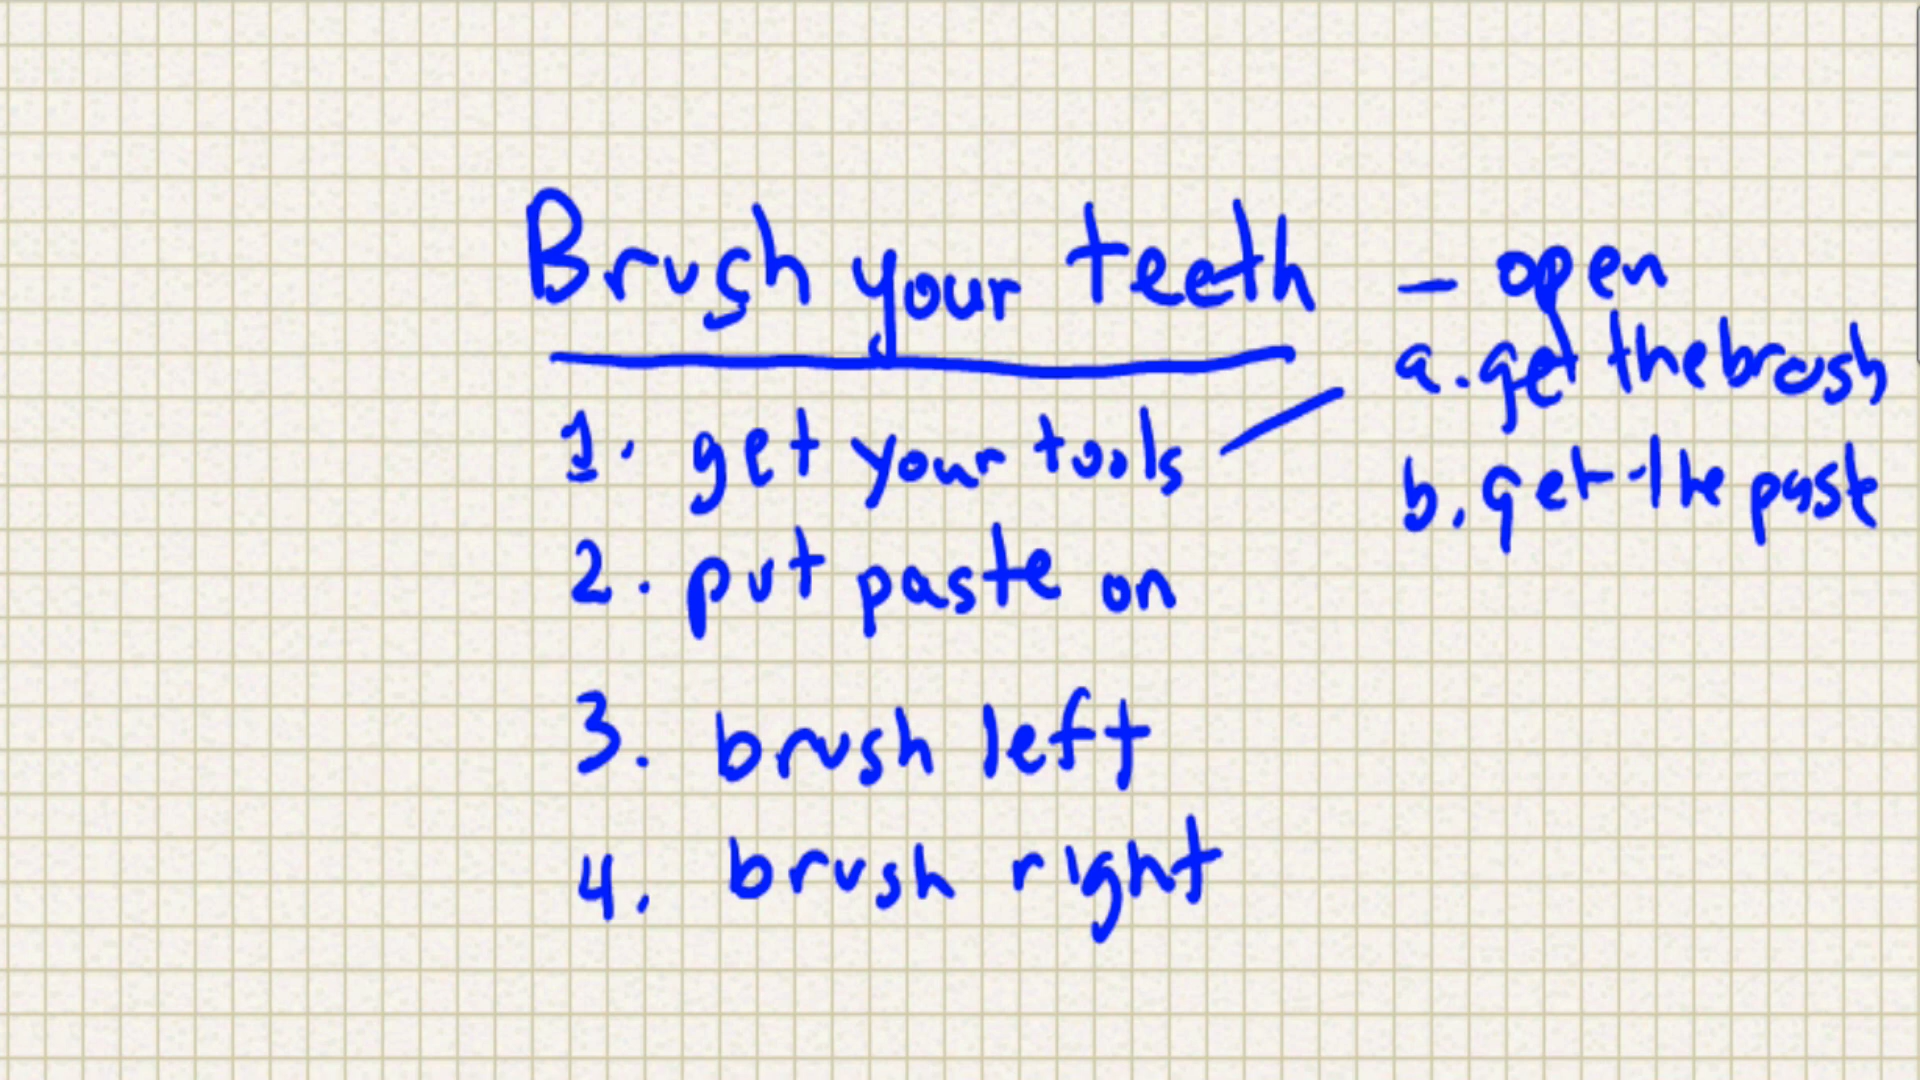 Brush your teeth
1. get your tools
2. put paste on
3. brush left
4. brush right
- open
a. get the brush
b. get the paste